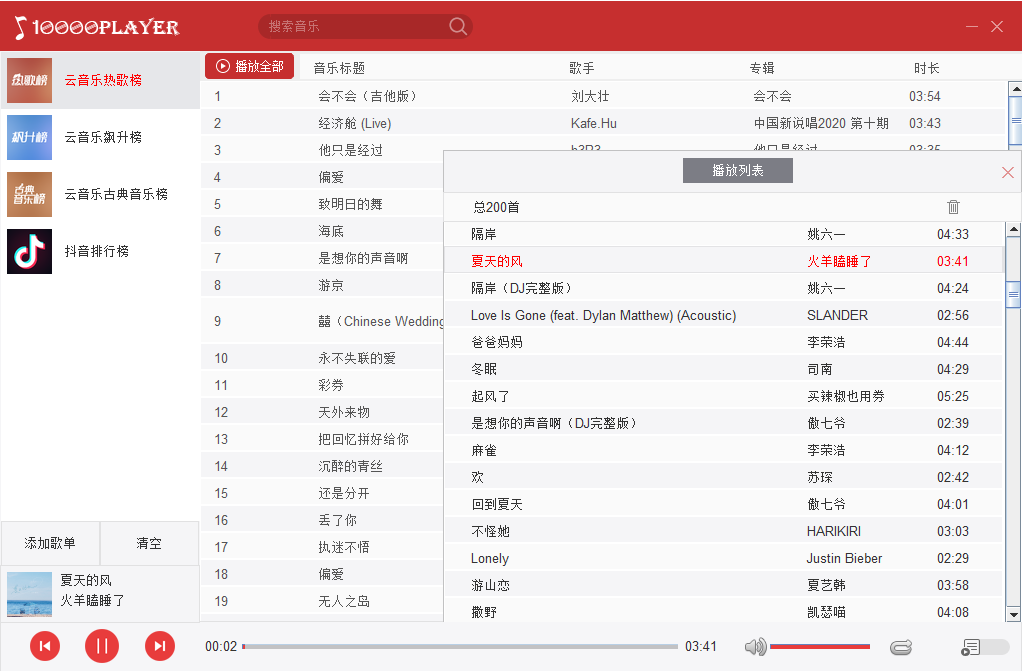 10000PLAYER
搜索音乐
热歌榜
云音乐热歌榜
飙升榜
云音乐飙升榜
古典
音乐榜
云音乐古典音乐榜
抖音排行榜
播放全部 音乐标题 歌手 专辑 时长
1 会不会（吉他版） 刘大壮 会不会 03:54
2 经济舱 (Live) Kafe.Hu 中国新说唱2020 第十期 03:43
3 他只是经过 h3R3 他只是经过 03:35
4 偏爱
5 致明日的舞
6 海底
7 是想你的声音啊
8 游京
9 囍（Chinese Wedding
10 永不失联的爱
11 彩券
12 天外来物
13 把回忆拼好给你
14 沉醉的青丝
15 还是分开
16 丢了你
17 执迷不悟
18 偏爱
19 无人之岛
播放列表
总200首
隔岸 姚六一 04:33
夏天的风 火羊瞌睡了 03:41
隔岸（DJ完整版） 姚六一 04:24
Love Is Gone (feat. Dylan Matthew) (Acoustic) SLANDER 02:56
爸爸妈妈 李荣浩 04:44
冬眠 司南 04:29
起风了 买辣椒也用券 05:25
是想你的声音啊（DJ完整版） 傲七爷 02:39
麻雀 李荣浩 04:12
欢 苏琛 02:42
回到夏天 傲七爷 04:01
不怪她 HARIKIRI 03:03
Lonely Justin Bieber 02:29
游山恋 夏艺韩 03:58
撒野 凯瑟喵 04:08
添加歌单 清空
夏天的风
火羊瞌睡了
00:02 03:41